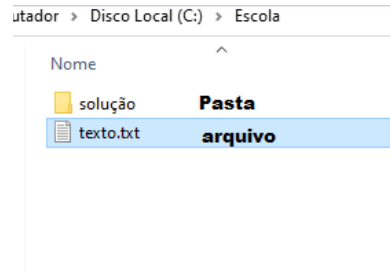 utador > Disco Local (C:) > Escola
Nome
solução Pasta
texto.txt arquivo